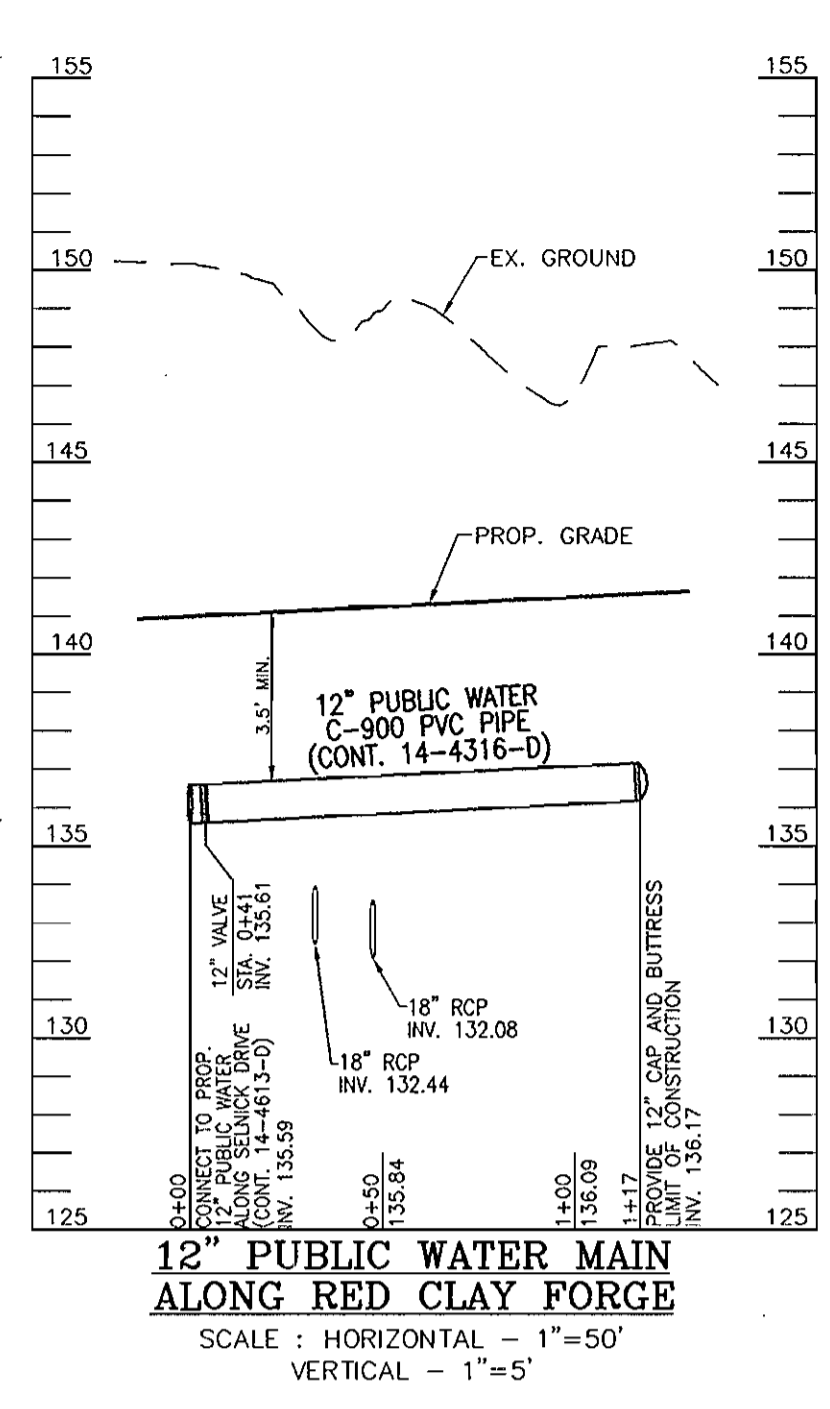 155
155
150
150
EX. GROUND
145
145
PROP. GRADE
140
140
3.5' MIN.
12" PUBLIC WATER
C-900 PVC PIPE
(CONT. 14-4316-D)
135
135
12" VALVE
STA. 0+41
INV. 135.61
18" RCP
INV. 132.08
18" RCP
INV. 132.44
130
130
0+00
CONNECT TO PROP.
12" PUBLIC WATER
ALONG SELNICK DRIVE
(CONT. 14-4613-D)
INV. 135.59
0+50
135.84
1+00
136.09
1+17
PROVIDE 12" CAP AND BUTTRESS
LIMIT OF CONSTRUCTION
INV. 136.17
125
125
12" PUBLIC WATER MAIN
ALONG RED CLAY FORGE
SCALE : HORIZONTAL - 1"=50'
VERTICAL - 1"=5'